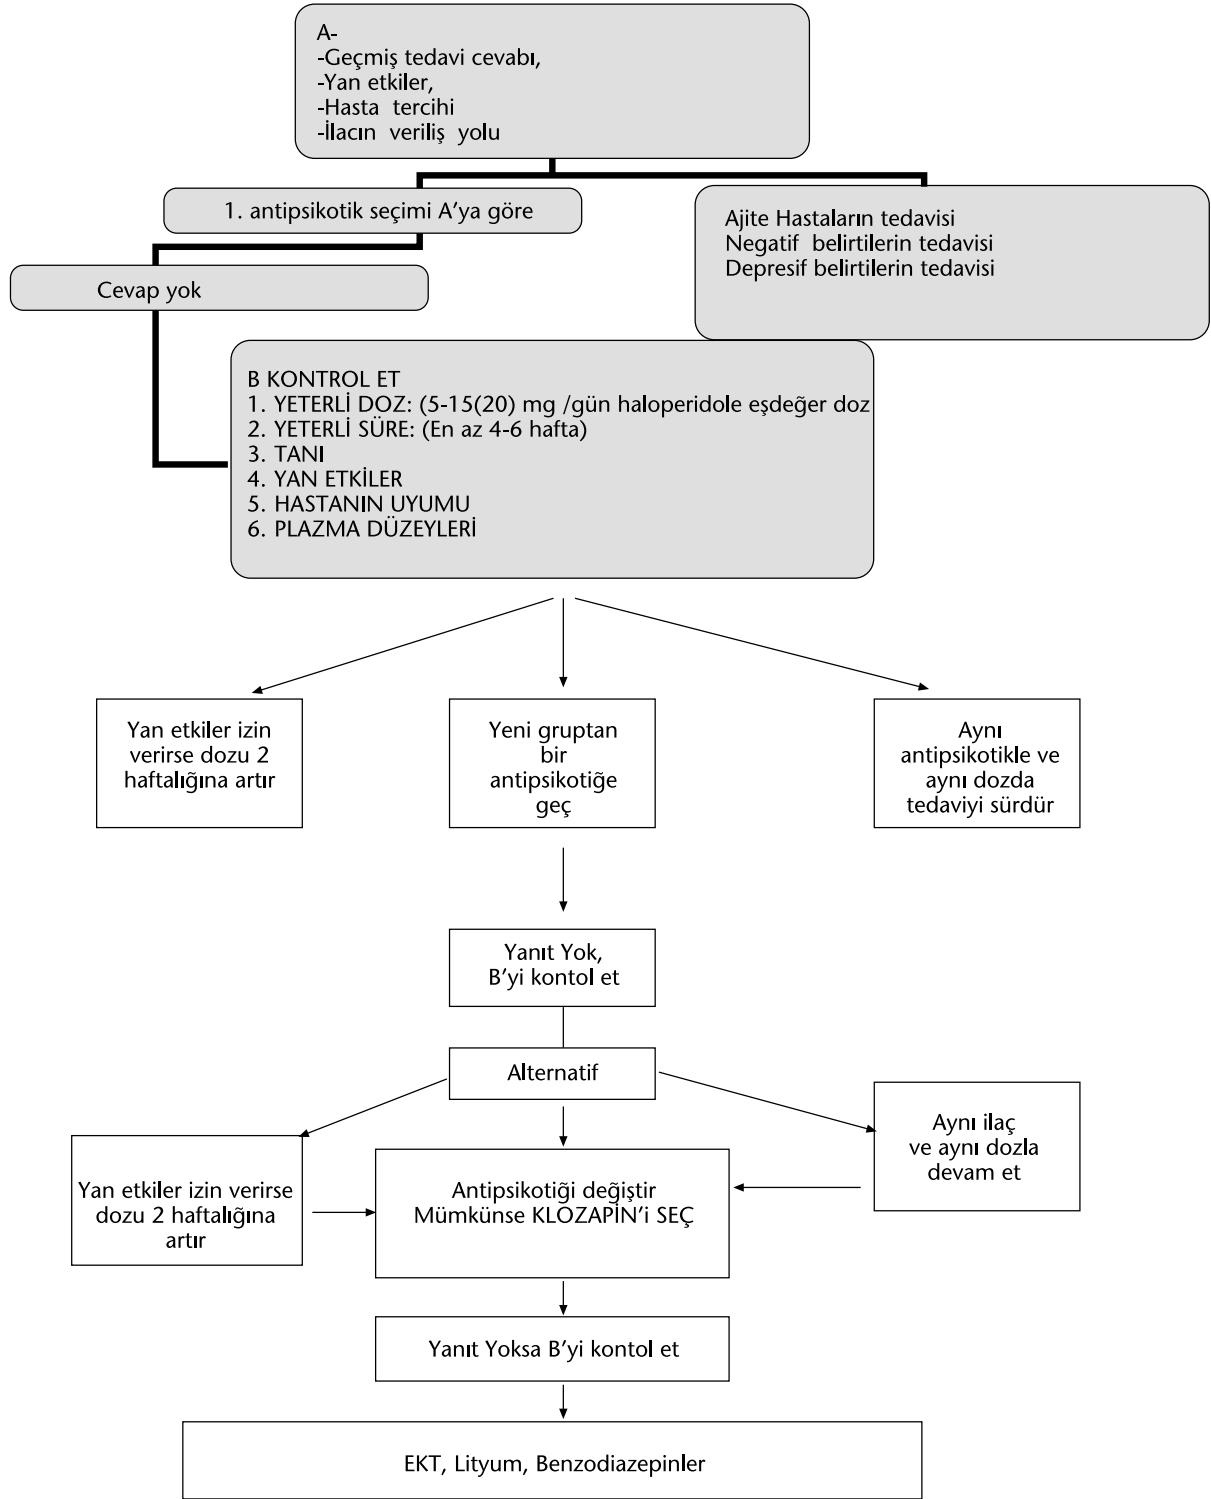 A-
-Geçmiş tedavi cevabı,
-Yan etkiler,
-Hasta tercihi
-İlacın veriliş yolu
1. antipsikotik seçimi A'ya göre
Ajite Hastaların tedavisi
Negatif belirtilerin tedavisi
Depresif belirtilerin tedavisi
Cevap yok
B KONTROL ET
1. YETERLİ DOZ: (5-15(20) mg /gün haloperidole eşdeğer doz
2. YETERLİ SÜRE: (En az 4-6 hafta)
3. TANI
4. YAN ETKİLER
5. HASTANIN UYUMU
6. PLAZMA DÜZEYLERİ
Yan etkiler izin
verirse dozu 2
haftalığına artır
Yeni gruptan
bir
antipsikotiğe
geç
Aynı
antipsikotikle ve
aynı dozda
tedaviyi sürdür
Yanıt Yok,
B'yi kontol et
Alternatif
Yan etkiler izin verirse
dozu 2 haftalığına
artır
Antipsikotiği değiştir
Mümkünse KLOZAPİN'i SEÇ
Aynı ilaç
ve aynı dozla
devam et
Yanıt Yoksa B'yi kontol et
EKT, Lityum, Benzodiazepinler